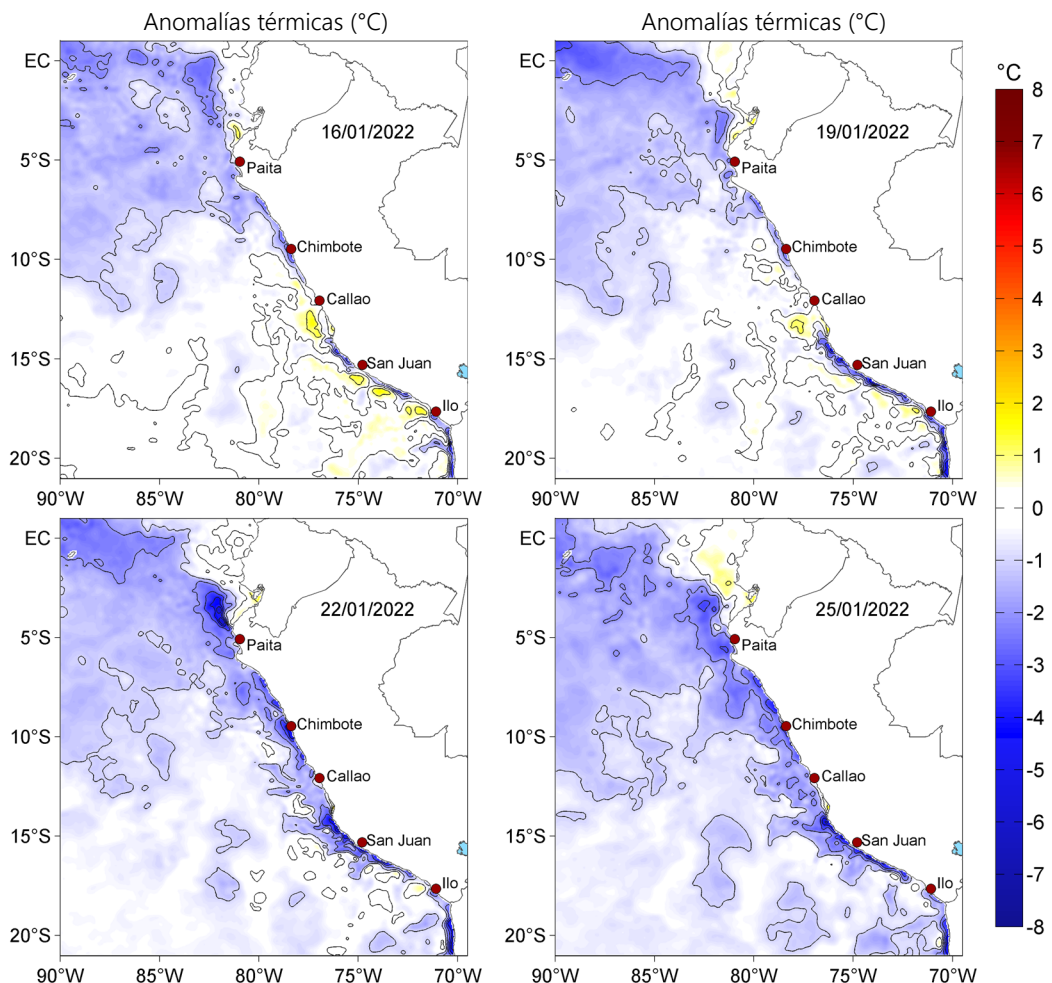 Anomalías térmicas (°C)
Anomalías térmicas (°C)
EC
5°S
10°S
15°S
20°S
90°W
85°W
80°W
75°W
70°W
16/01/2022
Paita
Chimbote
Callao
San Juan
Ilo
90°W
85°W
80°W
75°W
70°W
EC
5°S
10°S
15°S
20°S
19/01/2022
Paita
Chimbote
Callao
San Juan
Ilo
°C
8
7
6
5
4
3
2
1
0
-1
-2
-3
-4
-5
-6
-7
-8
EC
5°S
10°S
15°S
20°S
90°W
85°W
80°W
75°W
70°W
22/01/2022
Paita
Chimbote
Callao
San Juan
Ilo
EC
5°S
10°S
15°S
20°S
90°W
85°W
80°W
75°W
70°W
25/01/2022
Paita
Chimbote
Callao
San Juan
Ilo